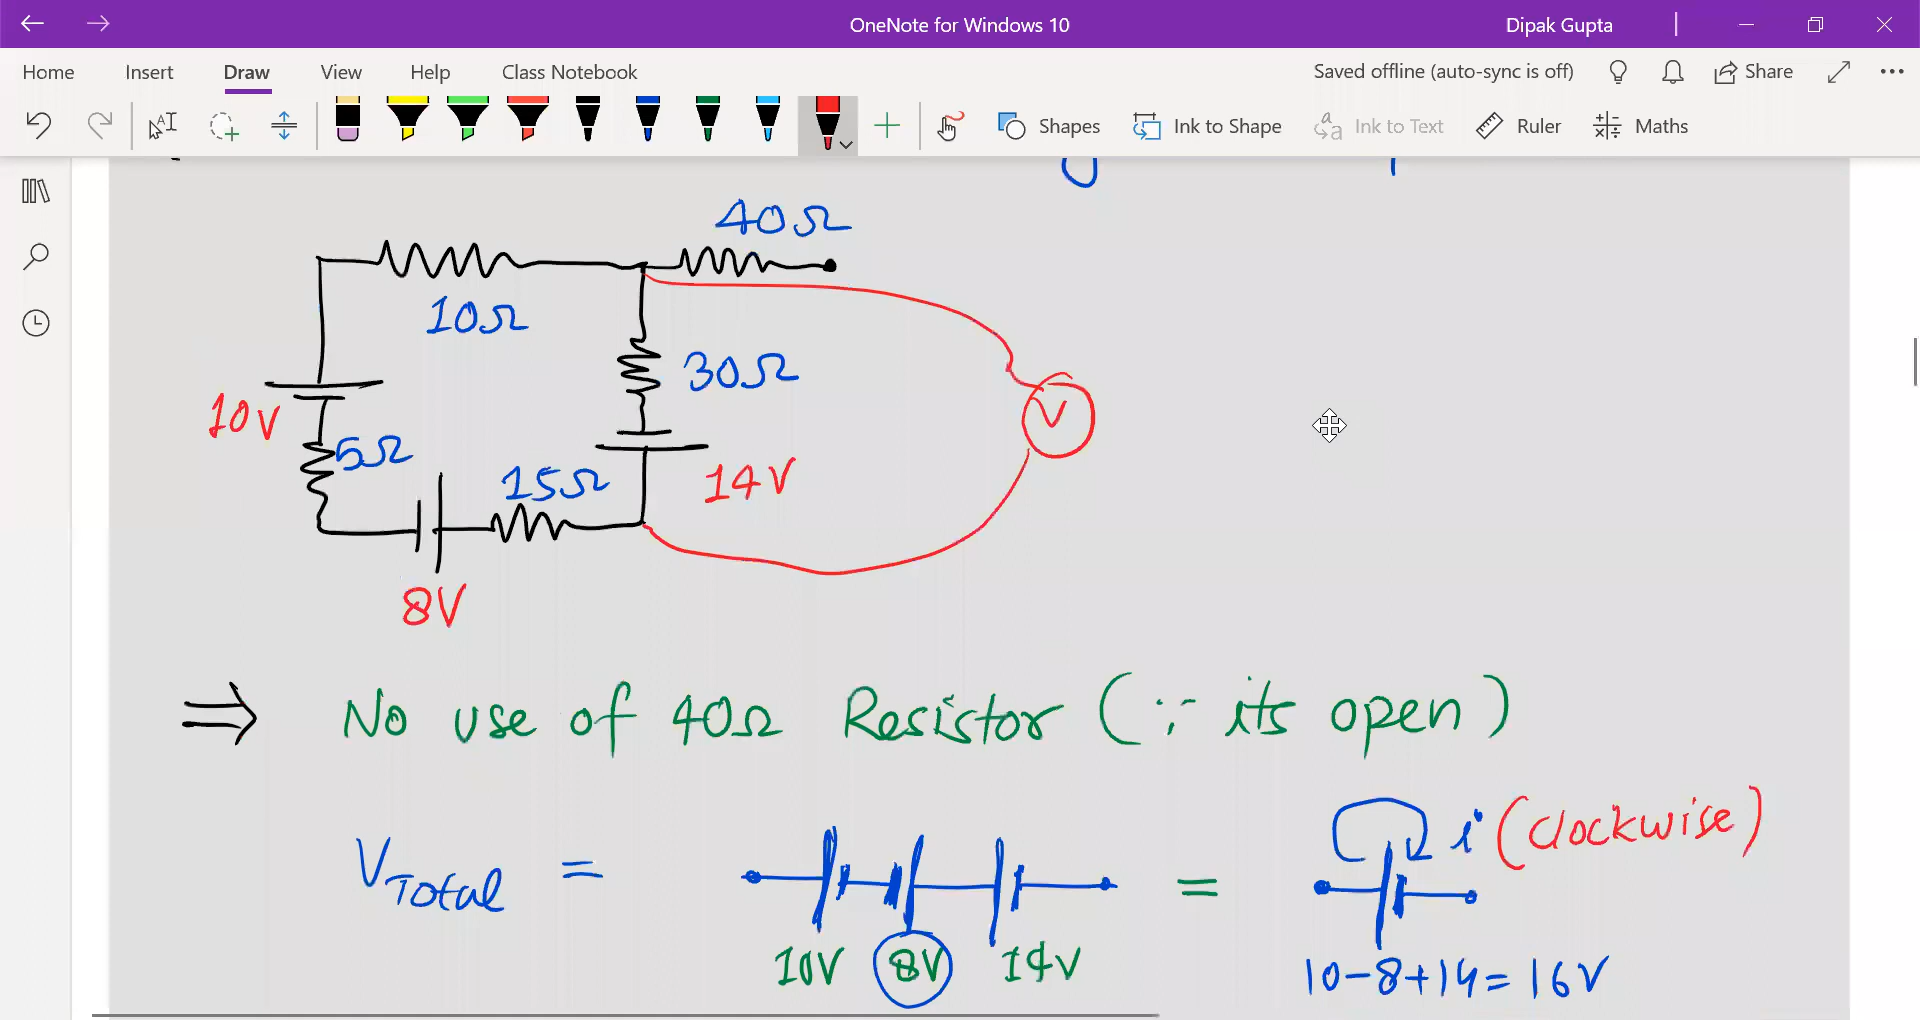 OneNote for Windows 10
Dipak Gupta
Home Insert Draw View Help Class Notebook
Saved offline (auto-sync is off) Share
Shapes Ink to Shape Ink to Text Ruler Maths
40Ω
10Ω
30Ω
10V
5Ω
15Ω
14V
V
8V
⇒ No use of 40Ω Resistor (∵ its open)
i (clockwise)
V_Total = =
10V 8V 14V
10-8+14=16V